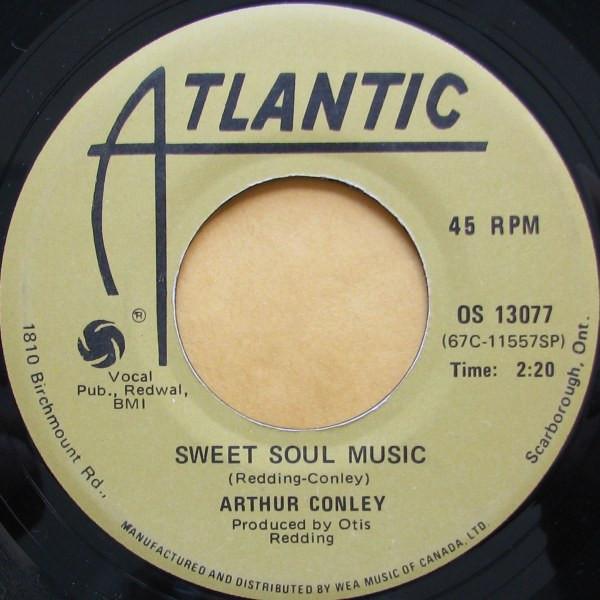 ATLANTIC
45 RPM
OS 13077
(67C-11557SP)
Time: 2:20
®
Vocal
Pub., Redwal,
BMI
SWEET SOUL MUSIC
(Redding-Conley)
ARTHUR CONLEY
Produced by Otis
Redding
1810 Birchmount Rd., Scarborough, Ont.
MANUFACTURED AND DISTRIBUTED BY WEA MUSIC OF CANADA, LTD.